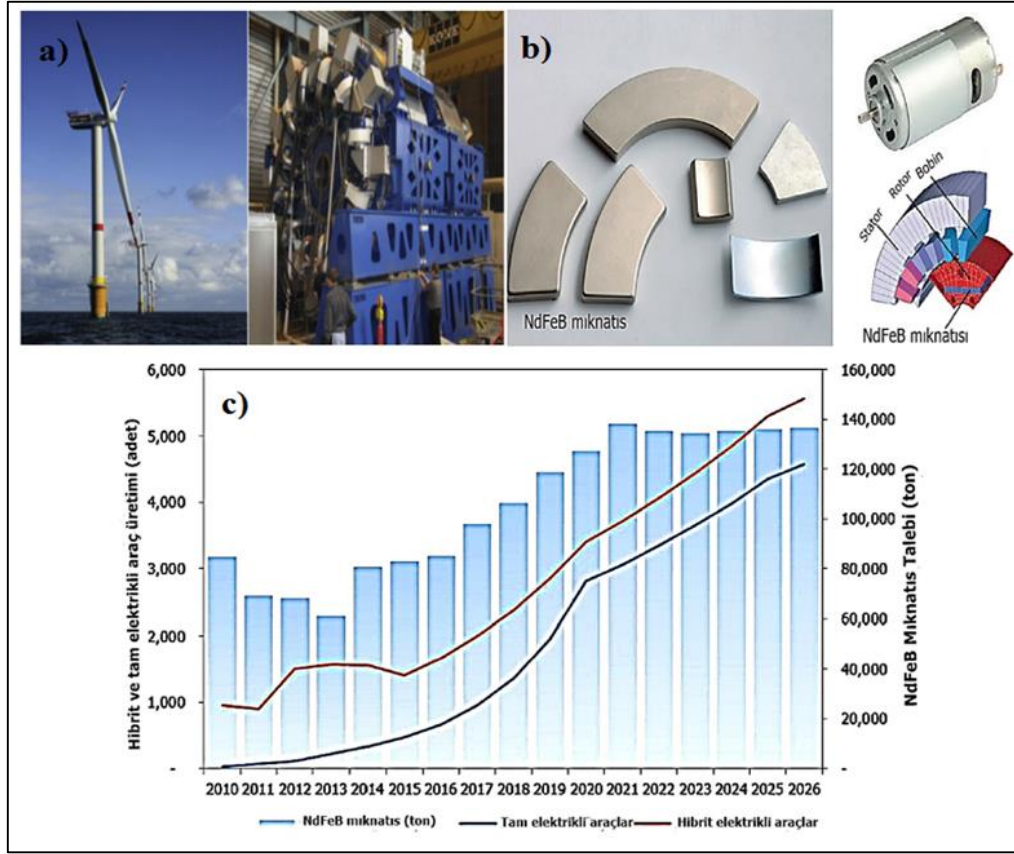 a)
b)
NdFeB mıknatıs
Stator
Rotor
Bobin
NdFeB mıknatısı
c)
Hibrit ve tam elektrikli araç üretimi (adet)
6,000
5,000
4,000
3,000
2,000
1,000
-
160,000
140,000
120,000
100,000
80,000
60,000
40,000
20,000
-
NdFeB Mıknatıs Talebi (ton)
2010 2011 2012 2013 2014 2015 2016 2017 2018 2019 2020 2021 2022 2023 2024 2025 2026
NdFeB mıknatıs (ton) Tam elektrikli araçlar Hibrit elektrikli araçlar